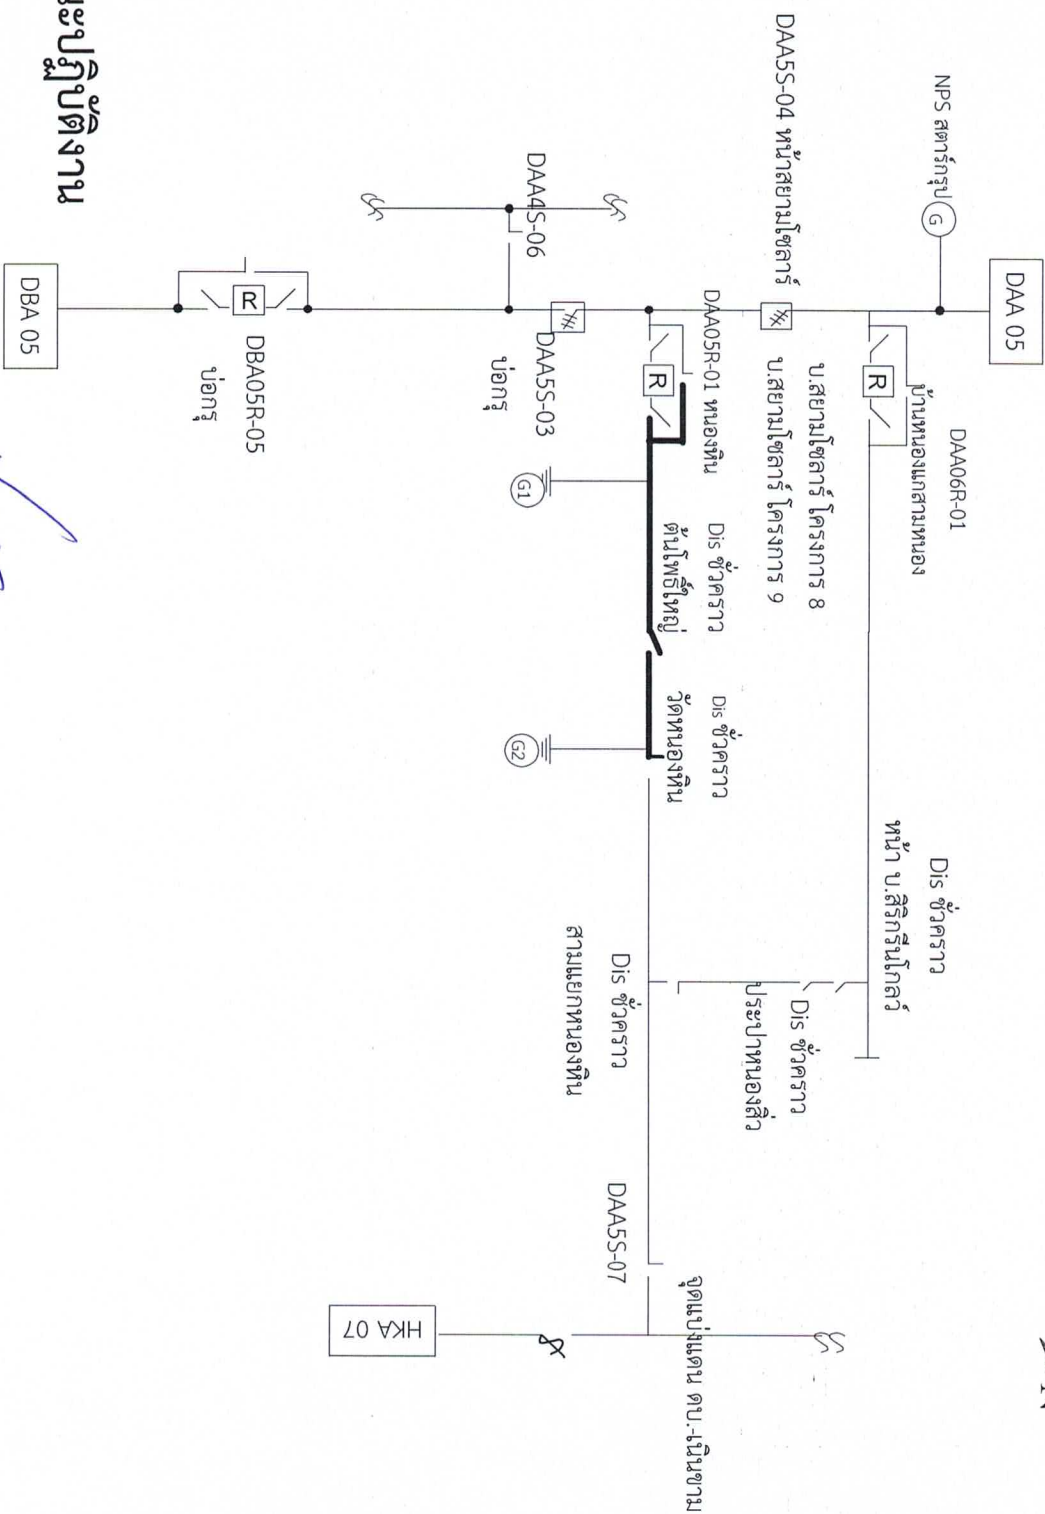 DAA 05
NPS สตาร์กรุป
G
DAA06R-01
บ้านหนองแกสามหนอง
R
DAA5S-04 หน้าสยามโซลาร์
บ.สยามโซลาร์ โครงการ 8
บ.สยามโซลาร์ โครงการ 9
Dis ชั่วคราว
หน้า บ.สิริกรีนโกลว์
Dis ชั่วคราว
ประปาหนองสิ่ว
DAA05R-01 หนองหิน
R
Dis ชั่วคราว
ต้นโพธิ์ใหญ่
Dis ชั่วคราว
วัดหนองหิน
G1
G2
Dis ชั่วคราว
สามแยกหนองหิน
DAA5S-07
จุดแบ่งแดน ดบ.-เนินขาม
HKA 07
DAA5S-03
บ่อกรุ
DAA4S-06
DBA05R-05
บ่อกรุ
R
DBA 05
ะปฏิบัติงาน